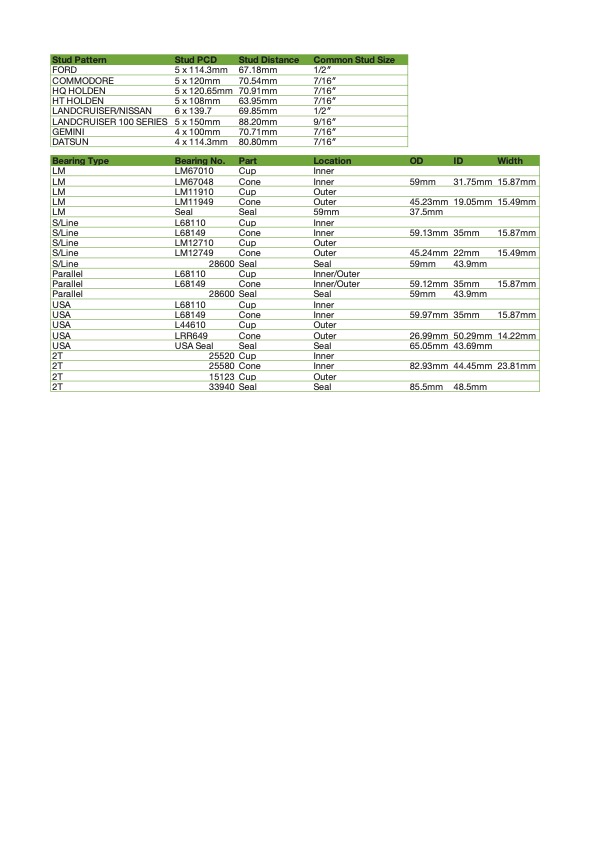 Stud Pattern Stud PCD Stud Distance Common Stud Size
FORD 5 x 114.3mm 67.18mm 1/2″
COMMODORE 5 x 120mm 70.54mm 7/16″
HQ HOLDEN 5 x 120.65mm 70.91mm 7/16″
HT HOLDEN 5 x 108mm 63.95mm 7/16″
LANDCRUISER/NISSAN 6 x 139.7 69.85mm 1/2″
LANDCRUISER 100 SERIES 5 x 150mm 88.20mm 9/16″
GEMINI 4 x 100mm 70.71mm 7/16″
DATSUN 4 x 114.3mm 80.80mm 7/16″
Bearing Type Bearing No. Part Location OD ID Width
LM LM67010 Cup Inner
LM LM67048 Cone Inner 59mm 31.75mm 15.87mm
LM LM11910 Cup Outer
LM LM11949 Cone Outer 45.23mm 19.05mm 15.49mm
LM Seal Seal 59mm 37.5mm
S/Line L68110 Cup Inner
S/Line L68149 Cone Inner 59.13mm 35mm 15.87mm
S/Line LM12710 Cup Outer
S/Line LM12749 Cone Outer 45.24mm 22mm 15.49mm
S/Line 28600 Seal Seal 59mm 43.9mm
Parallel L68110 Cup Inner/Outer
Parallel L68149 Cone Inner/Outer 59.12mm 35mm 15.87mm
Parallel 28600 Seal Seal 59mm 43.9mm
USA L68110 Cup Inner
USA L68149 Cone Inner 59.97mm 35mm 15.87mm
USA L44610 Cup Outer
USA LRR649 Cone Outer 26.99mm 50.29mm 14.22mm
USA USA Seal Seal Seal 65.05mm 43.69mm
2T 25520 Cup Inner
2T 25580 Cone Inner 82.93mm 44.45mm 23.81mm
2T 15123 Cup Outer
2T 33940 Seal Seal 85.5mm 48.5mm